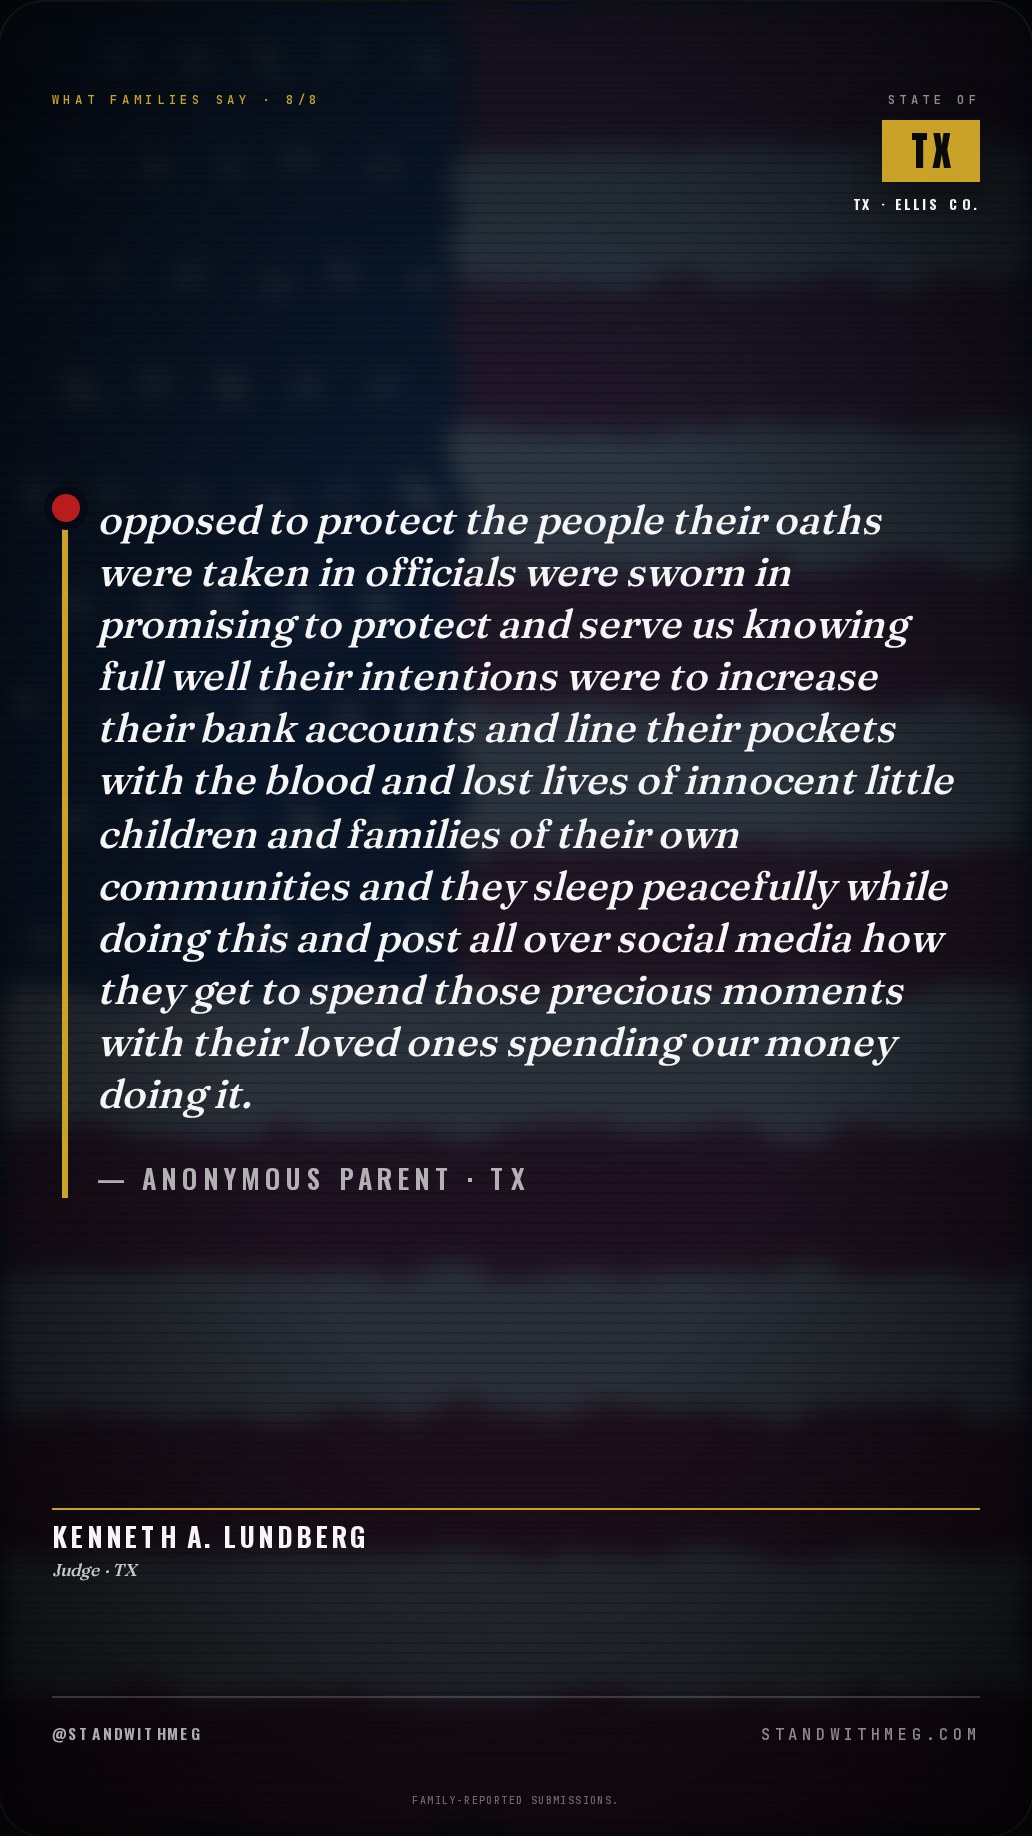 WHAT FAMILIES SAY · 8/8
STATE OF
TX
TX · ELLIS CO.
opposed to protect the people their oaths
were taken in officials were sworn in
promising to protect and serve us knowing
full well their intentions were to increase
their bank accounts and line their pockets
with the blood and lost lives of innocent little
children and families of their own
communities and they sleep peacefully while
doing this and post all over social media how
they get to spend those precious moments
with their loved ones spending our money
doing it.
— ANONYMOUS PARENT · TX
KENNETH A. LUNDBERG
Judge · TX
@STANDWITHMEG
STANDWITHMEG.COM
FAMILY-REPORTED SUBMISSIONS.